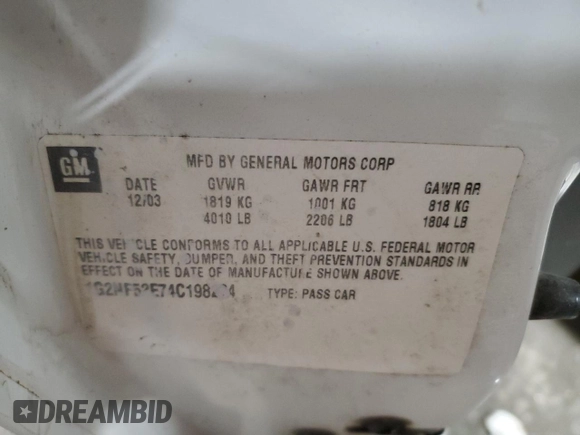 GM
MFD BY GENERAL MOTORS CORP
DATE GVWR GAWR FRT GAWR RR
12/03 1819 KG 1001 KG 818 KG
4010 LB 2206 LB 1804 LB
THIS VEHICLE CONFORMS TO ALL APPLICABLE U.S. FEDERAL MOTOR
VEHICLE SAFETY, BUMPER, AND THEFT PREVENTION STANDARDS IN
EFFECT ON THE DATE OF MANUFACTURE SHOWN ABOVE.
TYPE: PASS CAR
DREAMBID